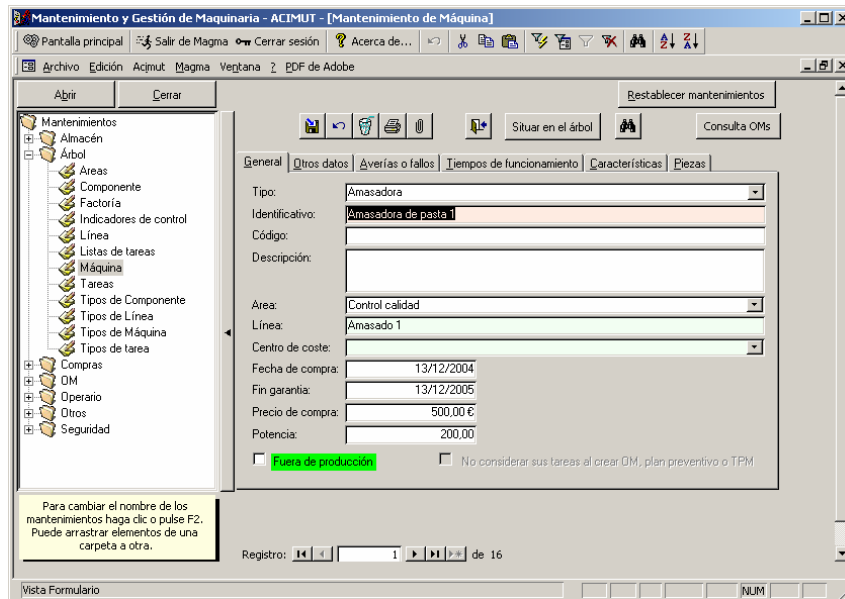 Mantenimiento y Gestión de Maquinaria - ACIMUT - [Mantenimiento de Máquina]
Pantalla principal Salir de Magma Cerrar sesión Acerca de...
Archivo Edición Acimut Magma Ventana ? PDF de Adobe
Abrir Cerrar
Restablecer mantenimientos
Situar en el árbol
Consulta OMs
Mantenimientos
Almacén
Árbol
Areas
Componente
Factoría
Indicadores de control
Línea
Listas de tareas
Máquina
Tareas
Tipos de Componente
Tipos de Línea
Tipos de Máquina
Tipos de tarea
Compras
OM
Operario
Otros
Seguridad
General Otros datos Averías o fallos Tiempos de funcionamiento Características Piezas
Tipo: Amasadora
Identificativo: Amasadora de pasta 1
Código:
Descripción:
Area: Control calidad
Línea: Amasado 1
Centro de coste:
Fecha de compra: 13/12/2004
Fin garantia: 13/12/2005
Precio de compra: 500,00 €
Potencia: 200,00
Fuera de producción No considerar sus tareas al crear OM, plan preventivo o TPM
Para cambiar el nombre de los
mantenimientos haga clic o pulse F2.
Puede arrastrar elementos de una
carpeta a otra.
Registro: 1 de 16
Vista Formulario NUM